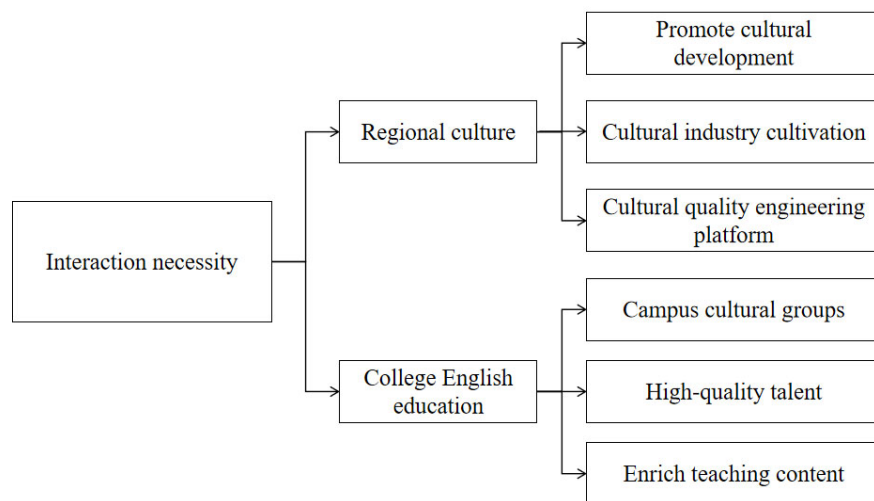 Interaction necessity
Regional culture
Promote cultural
development
Cultural industry cultivation
Cultural quality engineering
platform
College English
education
Campus cultural groups
High-quality talent
Enrich teaching content